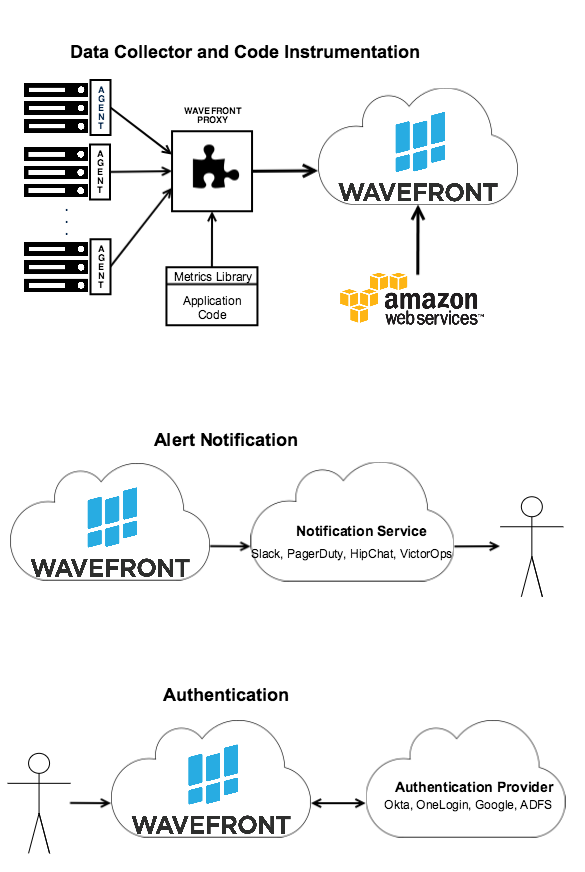 Data Collector and Code Instrumentation
AGENT
WAVEFRONT
PROXY
WAVEFRONT
AGENT
AGENT
Metrics Library
Application
Code
amazon
web services™
Alert Notification
WAVEFRONT
Notification Service
Slack, PagerDuty, HipChat, VictorOps
Authentication
WAVEFRONT
Authentication Provider
Okta, OneLogin, Google, ADFS